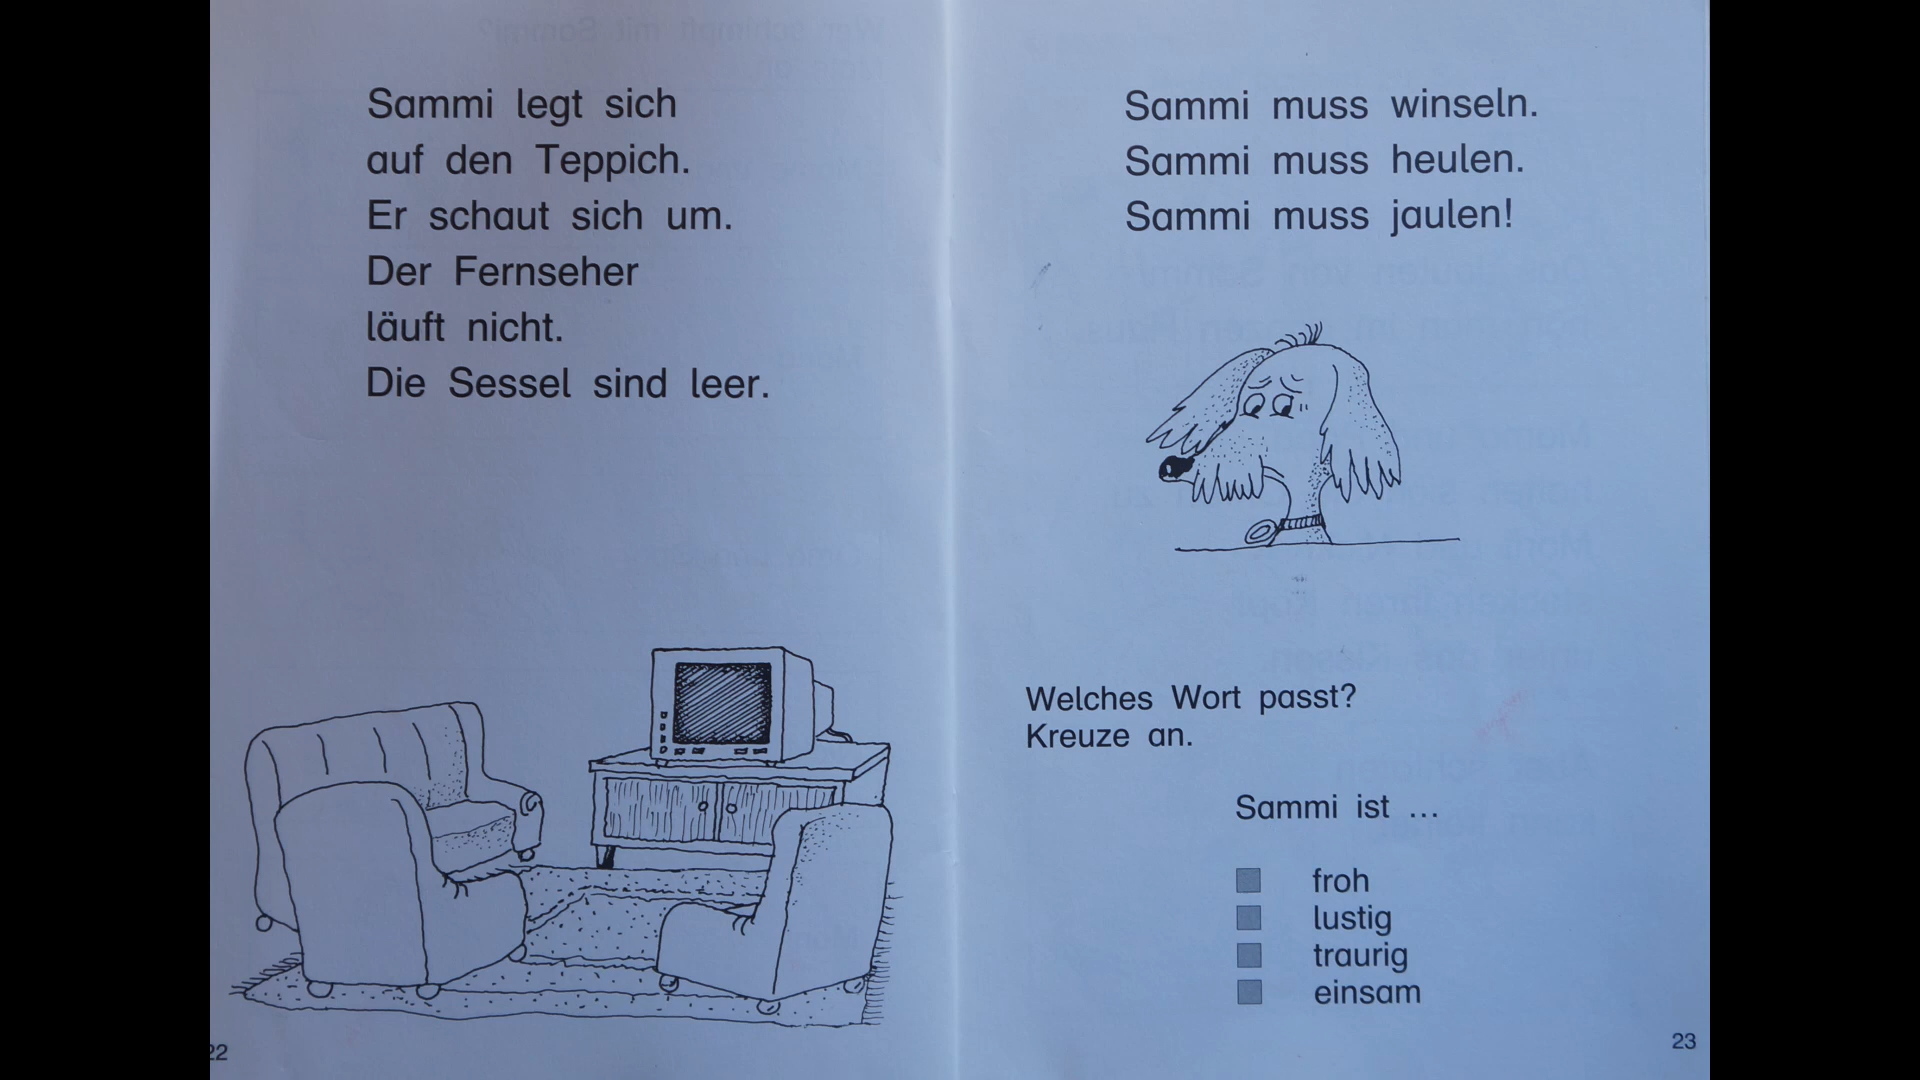 Sammi legt sich
auf den Teppich.
Er schaut sich um.
Der Fernseher
läuft nicht.
Die Sessel sind leer.
22
Sammi muss winseln.
Sammi muss heulen.
Sammi muss jaulen!
Welches Wort passt?
Kreuze an.
Sammi ist ...
froh
lustig
traurig
einsam
23